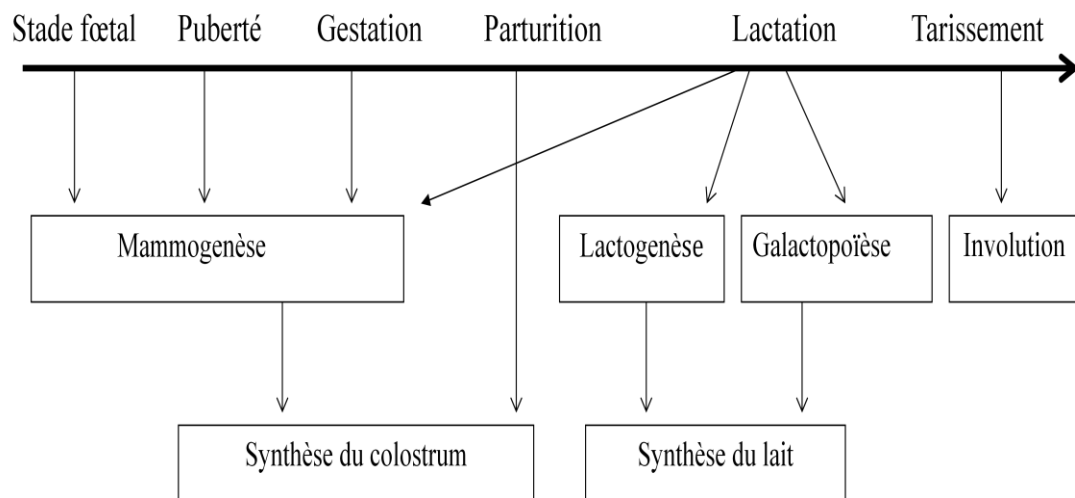 Stade fœtal Puberté Gestation Parturition Lactation Tarissement
Mammogenèse Lactogenèse Galactopoïèse Involution
Synthèse du colostrum Synthèse du lait